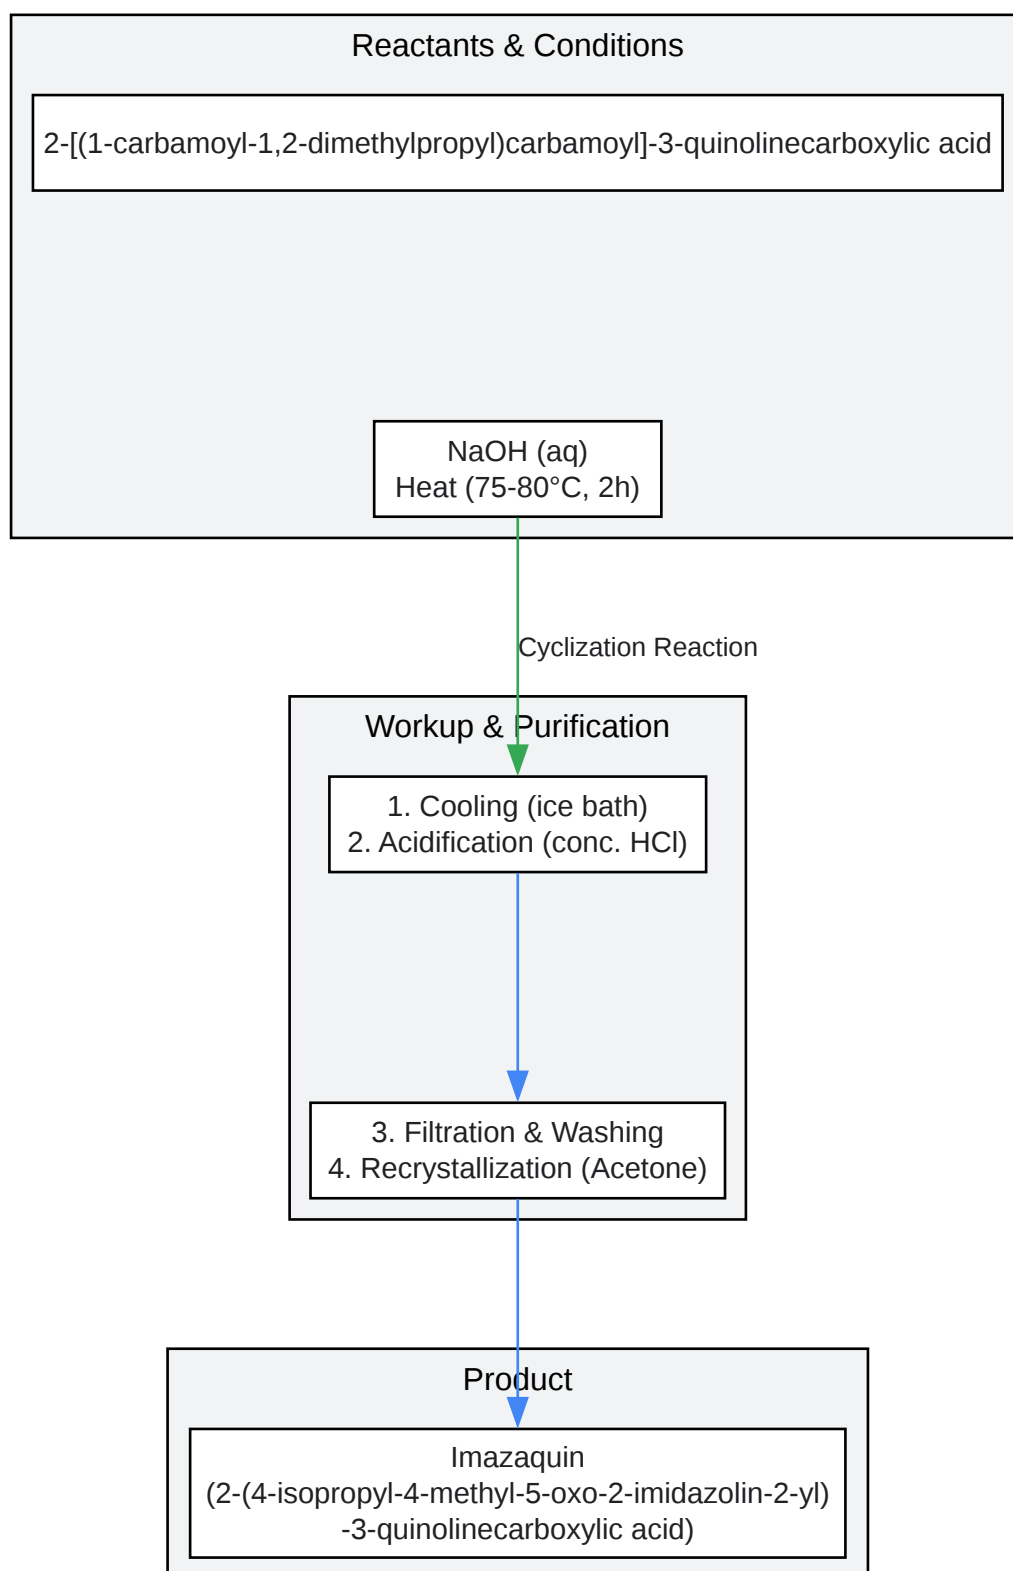 Reactants & Conditions
2-[(1-carbamoyl-1,2-dimethylpropyl)carbamoyl]-3-quinolinecarboxylic acid
NaOH (aq)
Heat (75-80°C, 2h)
Cyclization Reaction
Workup & Purification
1. Cooling (ice bath)
2. Acidification (conc. HCl)
3. Filtration & Washing
4. Recrystallization (Acetone)
Product
Imazaquin
(2-(4-isopropyl-4-methyl-5-oxo-2-imidazolin-2-yl)
-3-quinolinecarboxylic acid)